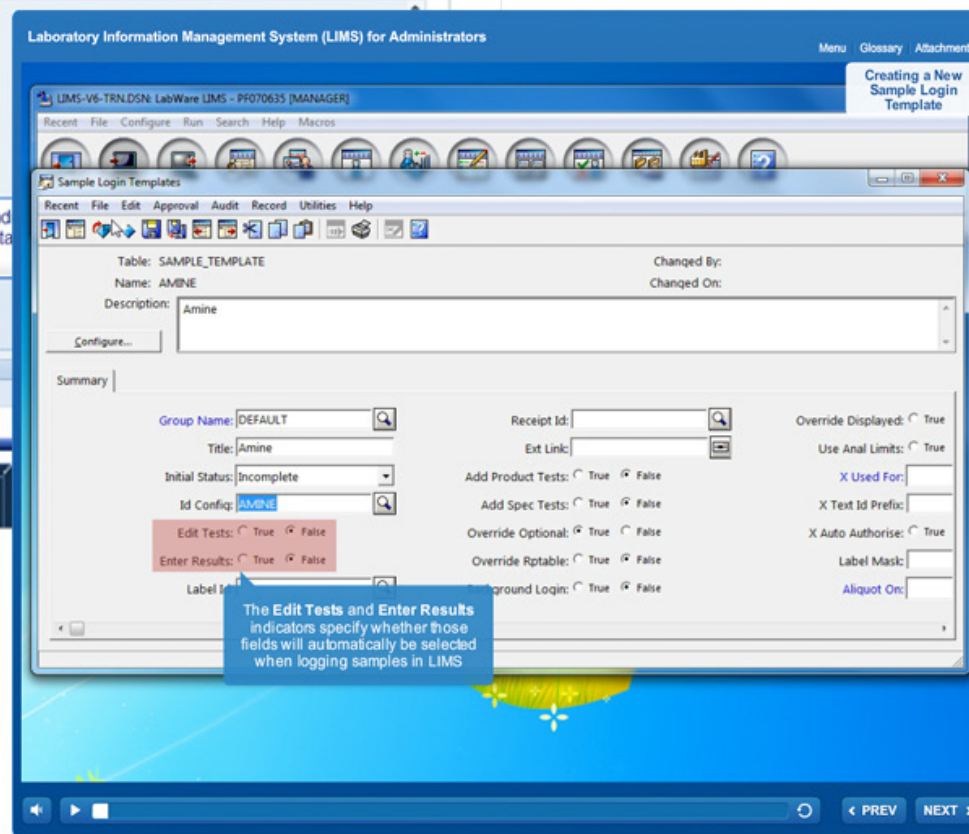 Laboratory Information Management System (LIMS) for Administrators
Menu Glossary Attachment
Creating a New
Sample Login
Template
LIMS-V6-TRN.DSN: LabWare LIMS - PF070635 [MANAGER]
Recent File Configure Run Search Help Macros
Sample Login Templates
Recent File Edit Approval Audit Record Utilities Help
Table: SAMPLE_TEMPLATE Changed By:
Name: AMINE Changed On:
Description: Amine
Configure...
Summary
Group Name: DEFAULT Receipt Id: Override Displayed: True
Title: Amine Ext Link: Use Anal Limits: True
Initial Status: Incomplete Add Product Tests: True False X Used For:
Id Config: AMINE Add Spec Tests: True False X Text Id Prefix:
Edit Tests: True False Override Optional: True False X Auto Authorise: True
Enter Results: True False Override Rptable: True False Label Mask:
Label Id: Background Login: True False Aliquot On:
The Edit Tests and Enter Results
indicators specify whether those
fields will automatically be selected
when logging samples in LIMS
< PREV NEXT >